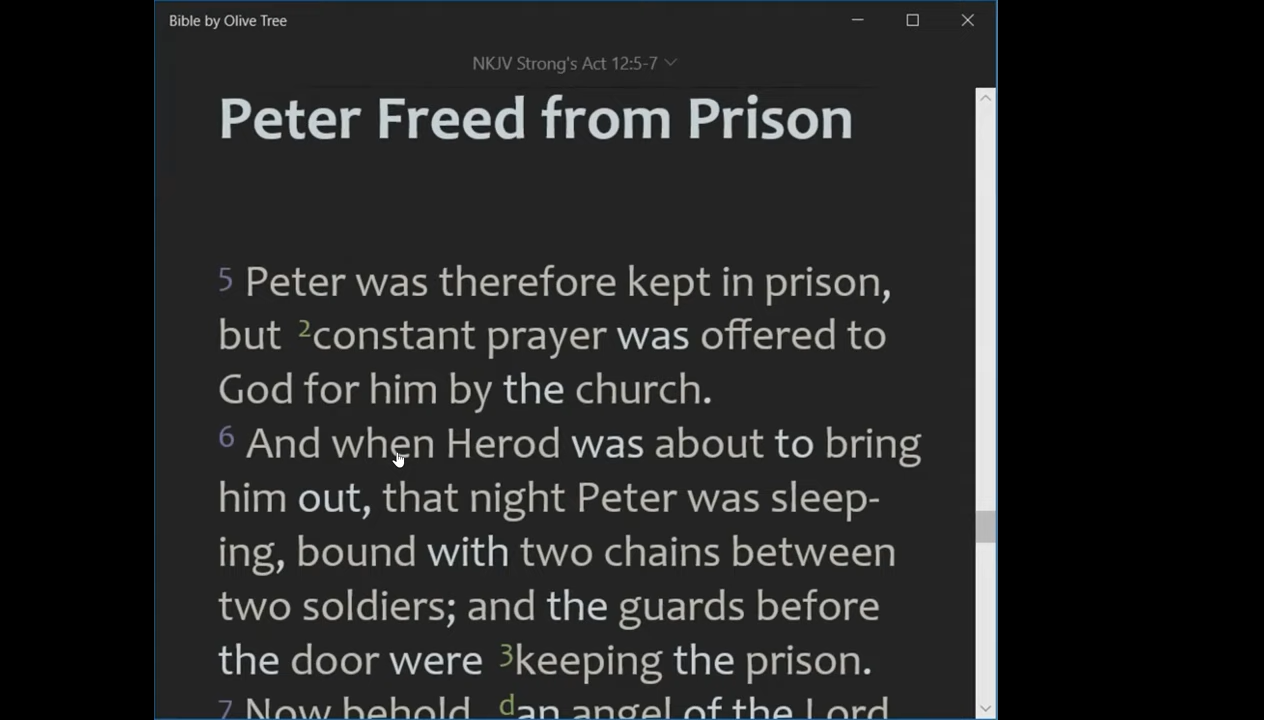 Bible by Olive Tree
NKJV Strong's Act 12:5-7
Peter Freed from Prison
5 Peter was therefore kept in prison,
but 2constant prayer was offered to
God for him by the church.
6 And when Herod was about to bring
him out, that night Peter was sleep-
ing, bound with two chains between
two soldiers; and the guards before
the door were 3keeping the prison.
7 Now behold, dan angel of the Lord